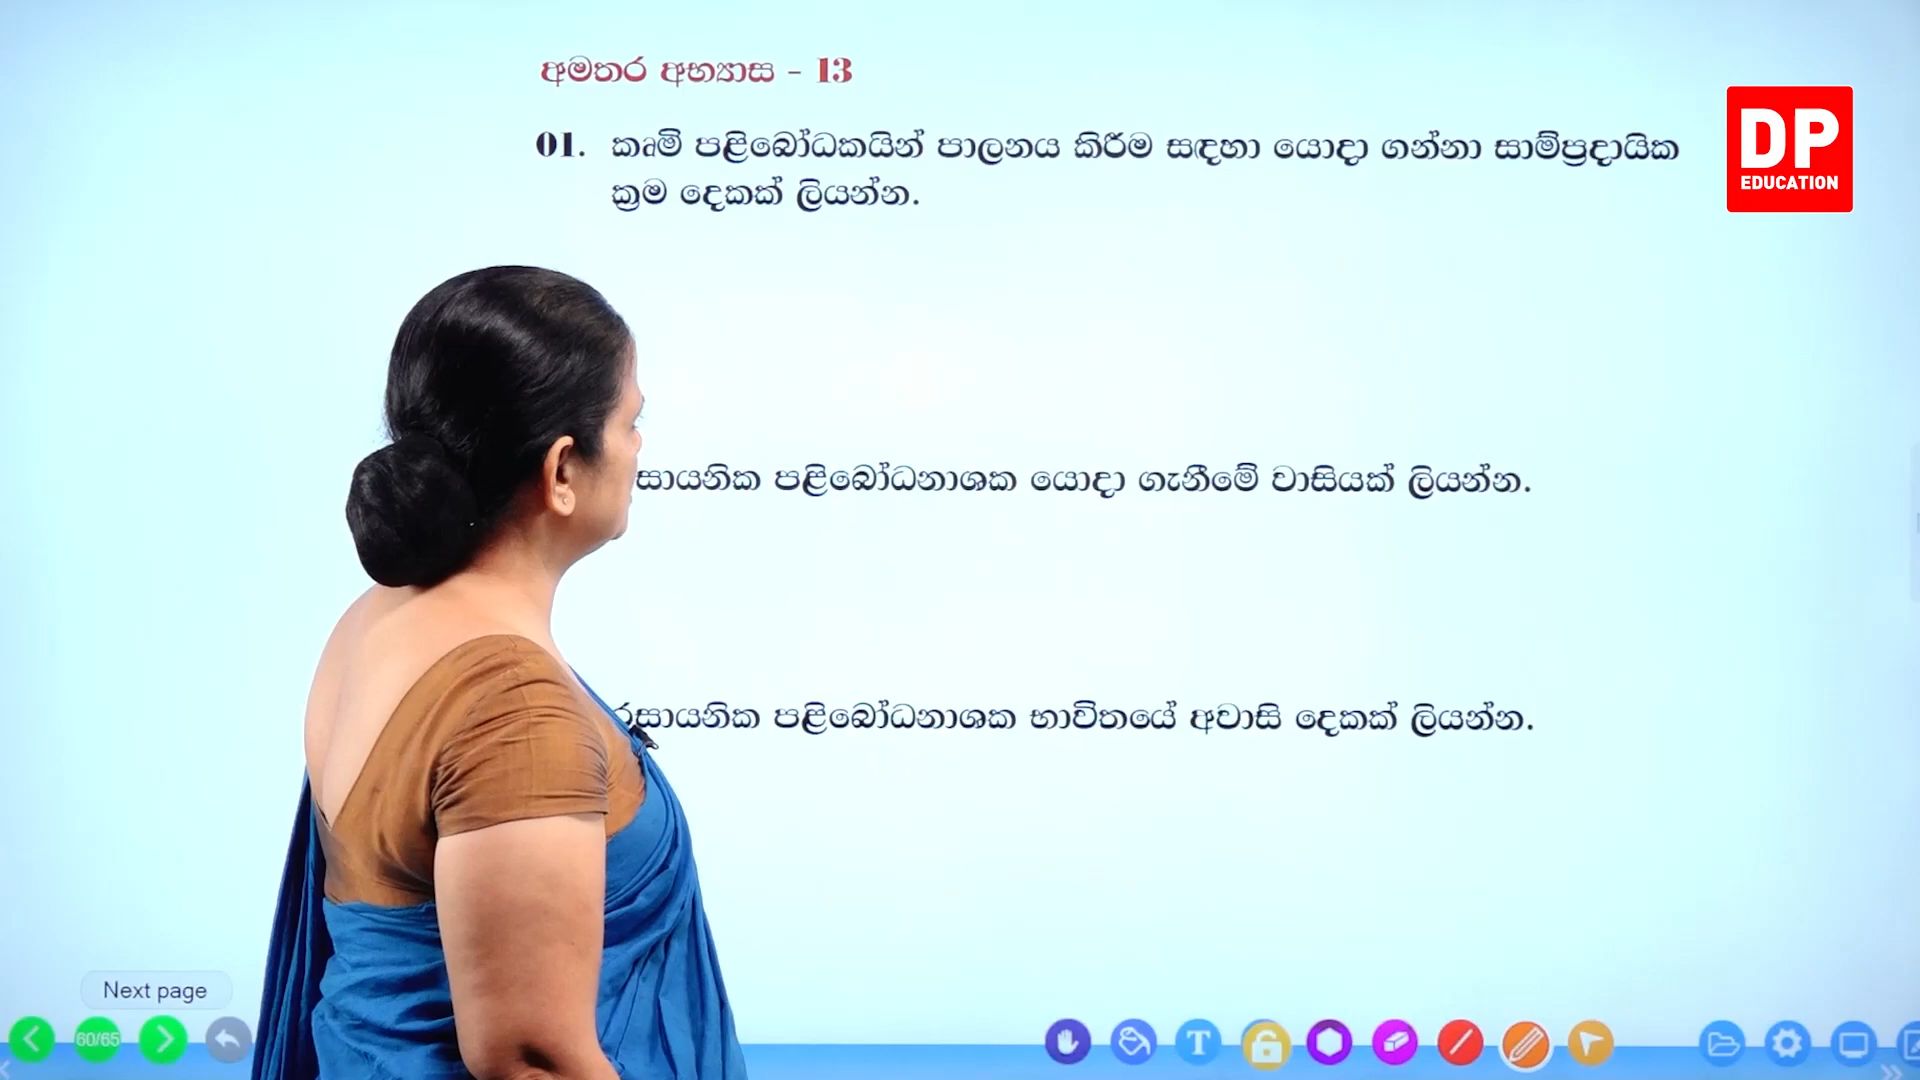 අමතර අභ්‍යාස - 13
01. කෘමි පළිබෝධකයින් පාලනය කිරීම සඳහා යොදා ගන්නා සාම්ප්‍රදායික
ක්‍රම දෙකක් ලියන්න.
DP
EDUCATION
පළිබෝධනාශක යොදා ගැනීමේ වාසියක් ලියන්න.
රසායනික පළිබෝධනාශක භාවිතයේ අවාසි දෙකක් ලියන්න.
Next page
60/65
T